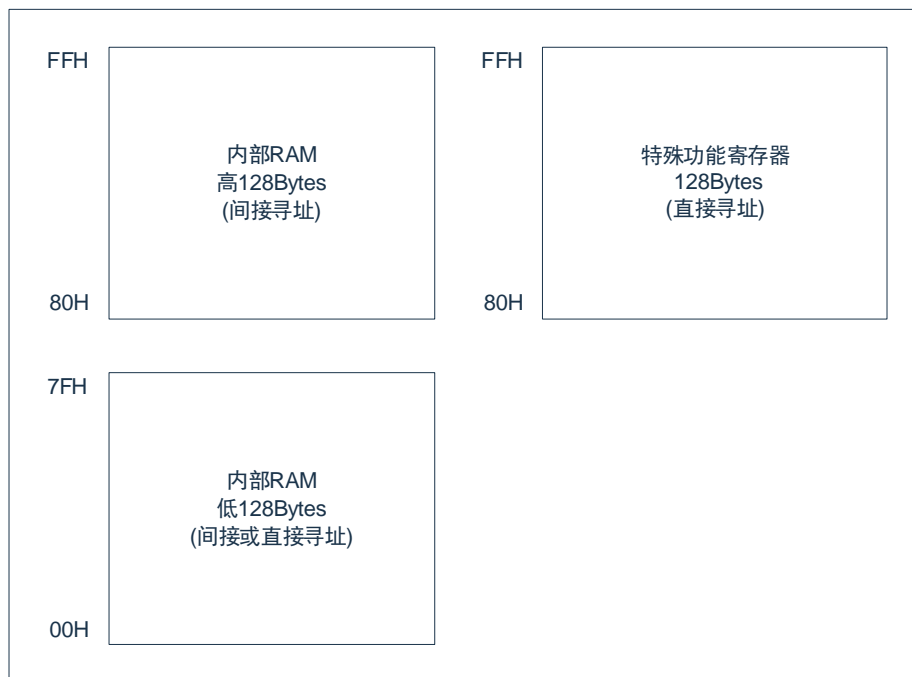 FFH
内部RAM
高128Bytes
(间接寻址)
80H
FFH
特殊功能寄存器
128Bytes
(直接寻址)
80H
7FH
内部RAM
低128Bytes
(间接或直接寻址)
00H